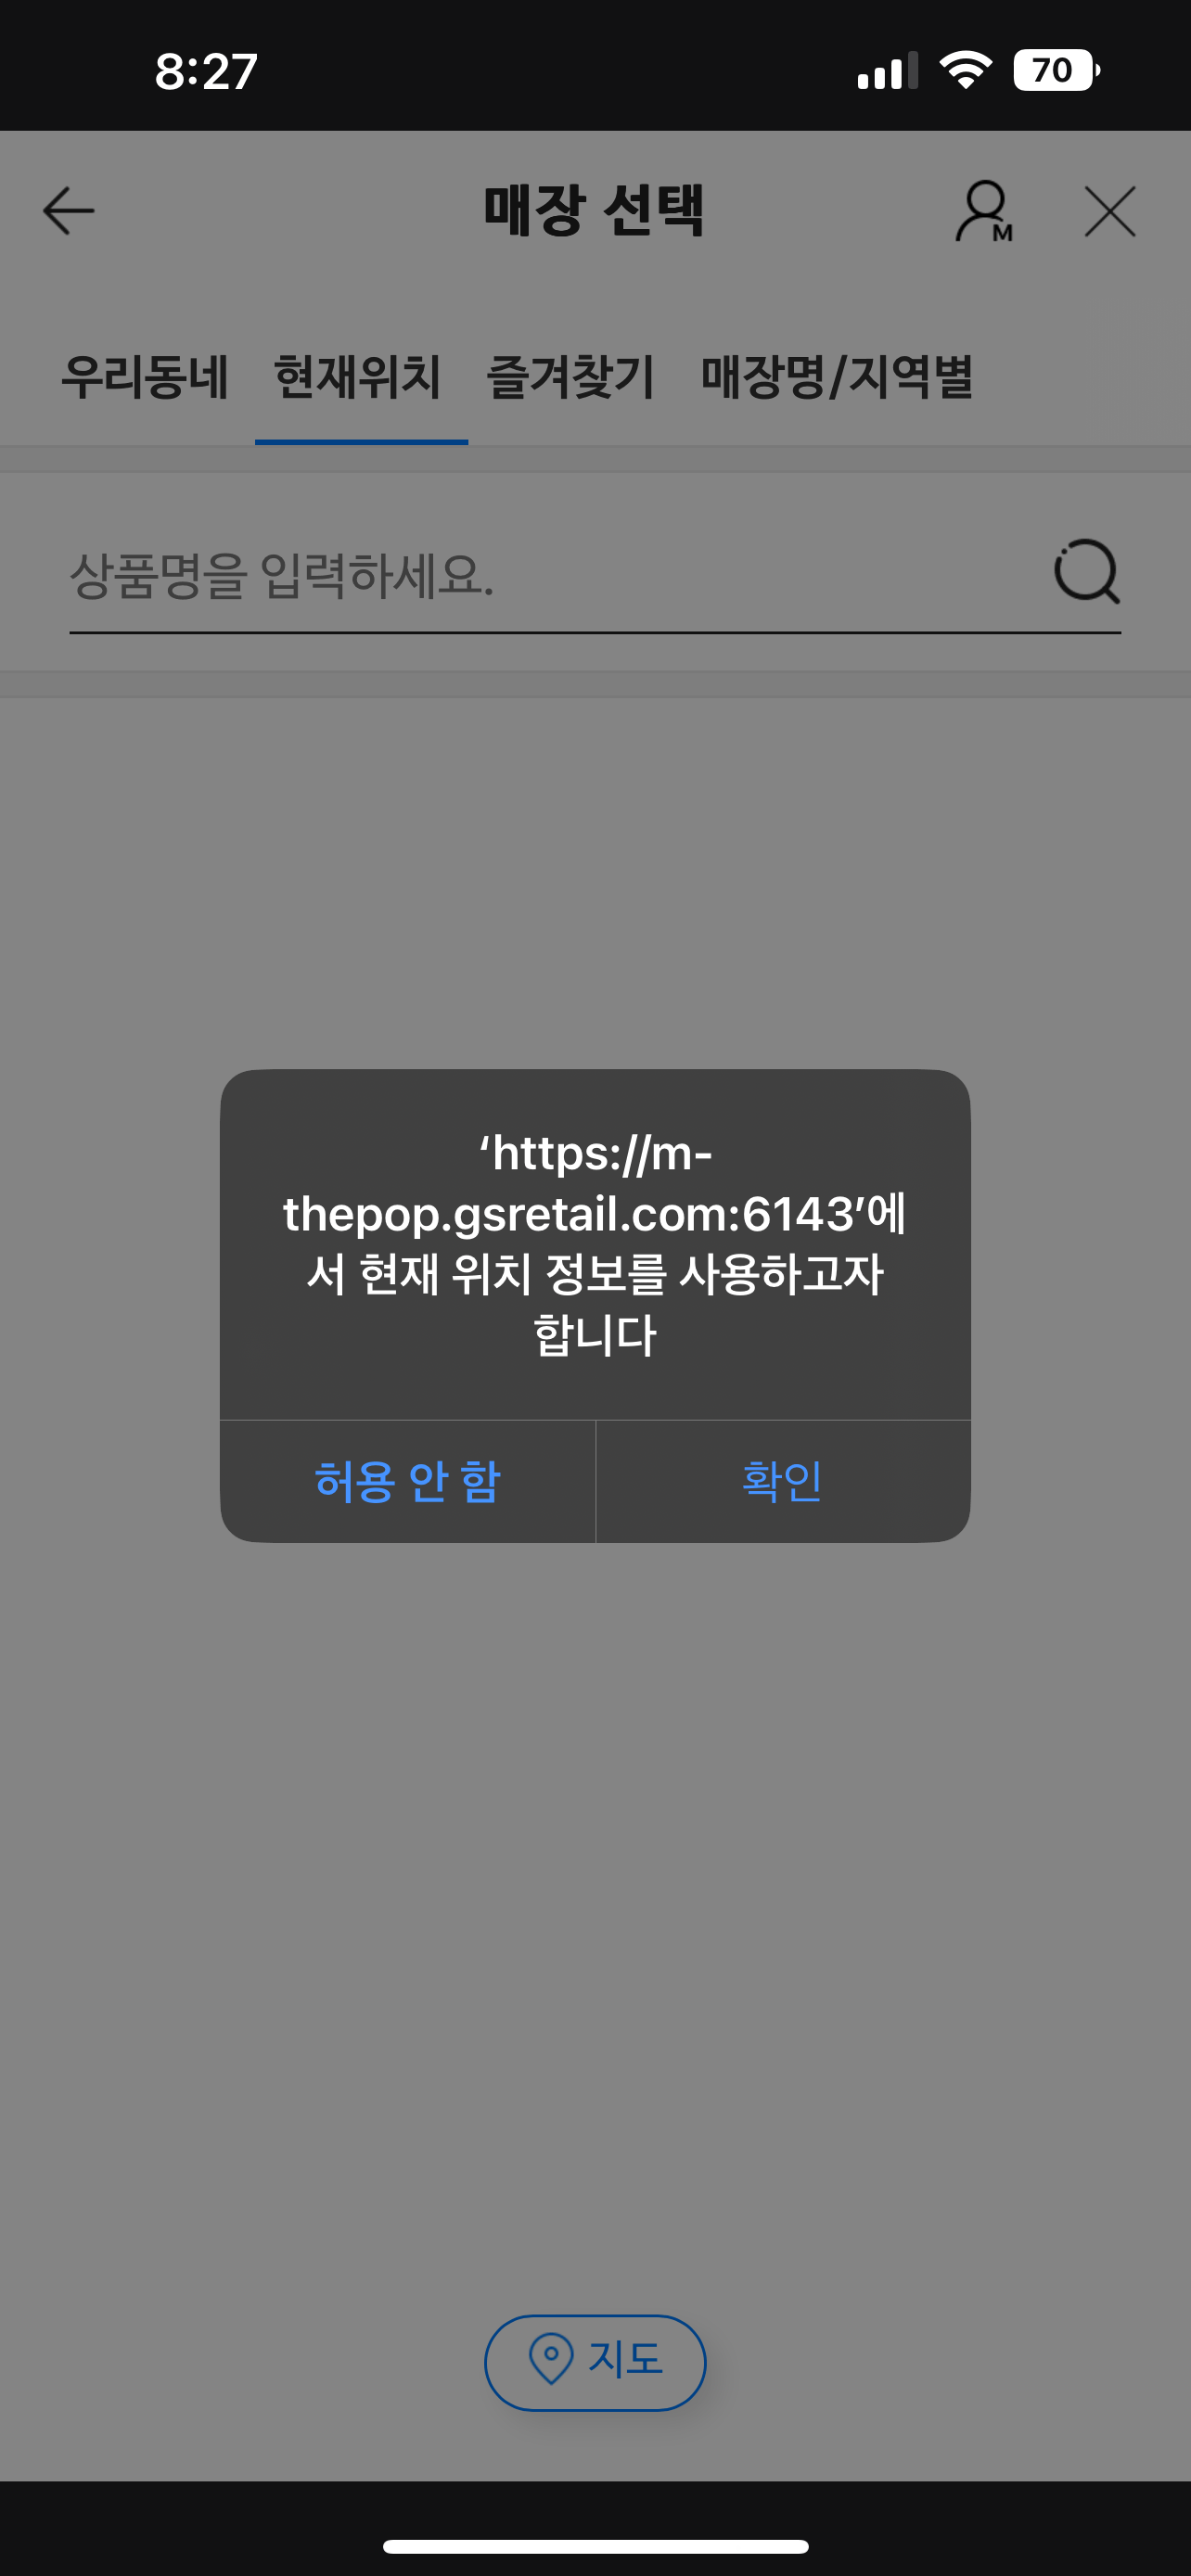 8:27
70
매장 선택
M
우리동네 현재위치 즐겨찾기 매장명/지역별
상품명을 입력하세요.
‘https://m-
thepop.gsretail.com:6143’에
서 현재 위치 정보를 사용하고자
합니다
허용 안 함 확인
지도